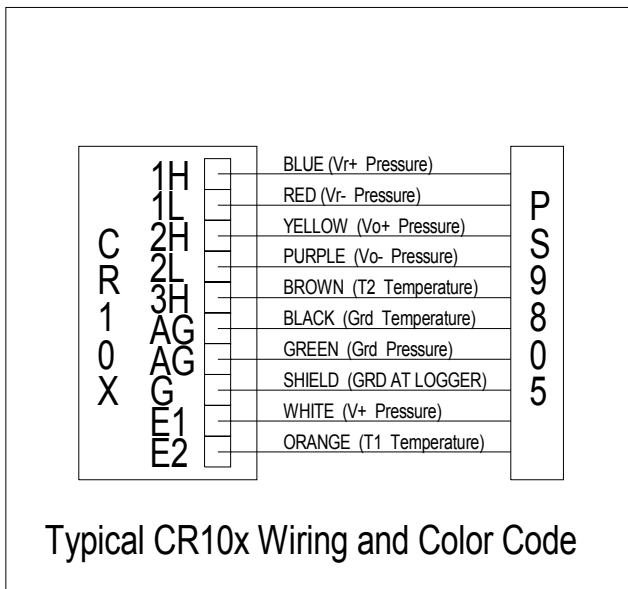 CR10X
1H
1L
2H
2L
3H
AG
AG
G
E1
E2
BLUE (Vr+ Pressure)
RED (Vr- Pressure)
YELLOW (Vo+ Pressure)
PURPLE (Vo- Pressure)
BROWN (T2 Temperature)
BLACK (Grd Temperature)
GREEN (Grd Pressure)
SHIELD (GRD AT LOGGER)
WHITE (V+ Pressure)
ORANGE (T1 Temperature)
PS9805
Typical CR10x Wiring and Color Code